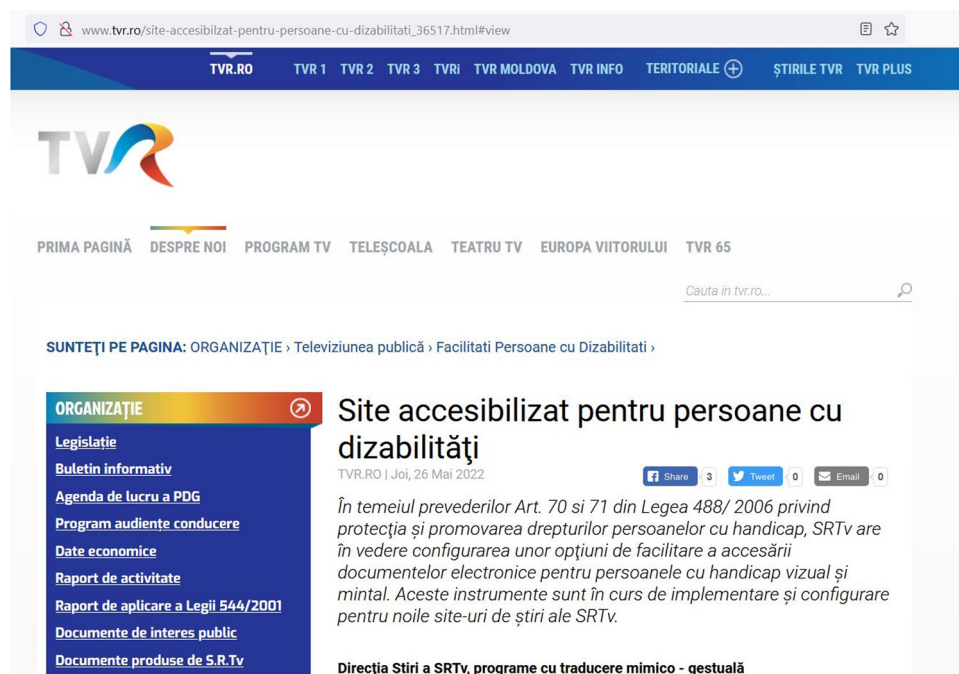 www.tvr.ro/site-accesibilzat-pentru-persoane-cu-dizabilitati_36517.html#view
TVR.RO TVR 1 TVR 2 TVR 3 TVRi TVR MOLDOVA TVR INFO TERITORIALE ȘTIRILE TVR TVR PLUS
TVR
PRIMA PAGINĂ DESPRE NOI PROGRAM TV TELEȘCOALA TEATRU TV EUROPA VIITORULUI TVR 65
Cauta in tvr.ro...
SUNTEŢI PE PAGINA: ORGANIZAŢIE › Televiziunea publică › Facilitati Persoane cu Dizabilitati ›
ORGANIZAŢIE
Legislaţie
Buletin informativ
Agenda de lucru a PDG
Program audienţe conducere
Date economice
Raport de activitate
Raport de aplicare a Legii 544/2001
Documente de interes public
Documente produse de S.R.Tv
Site accesibilizat pentru persoane cu
dizabilităţi
TVR.RO | Joi, 26 Mai 2022
Share 3 Tweet 0 Email 0
În temeiul prevederilor Art. 70 si 71 din Legea 488/ 2006 privind
protecţia și promovarea drepturilor persoanelor cu handicap, SRTv are
în vedere configurarea unor opţiuni de facilitare a accesării
documentelor electronice pentru persoanele cu handicap vizual și
mintal. Aceste instrumente sunt în curs de implementare și configurare
pentru noile site-uri de știri ale SRTv.
Direcţia Stiri a SRTv, programe cu traducere mimico - gestuală